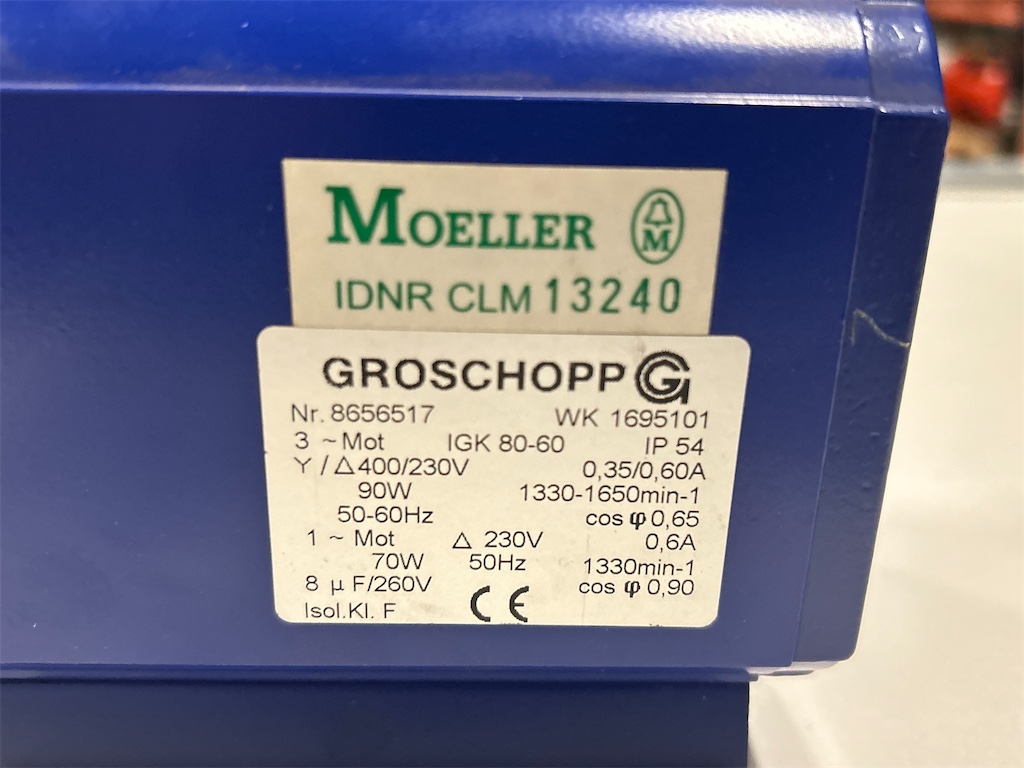 MOELLER M
IDNR CLM 13240
GROSCHOPP G
Nr. 8656517 WK 1695101
3 ~ Mot IGK 80-60 IP 54
Y / Δ 400/230V 0,35/0,60A
90W 1330-1650min-1
50-60Hz cos φ 0,65
1 ~ Mot Δ 230V 0,6A
70W 50Hz 1330min-1
8 μ F/260V cos φ 0,90
Isol.Kl. F CE